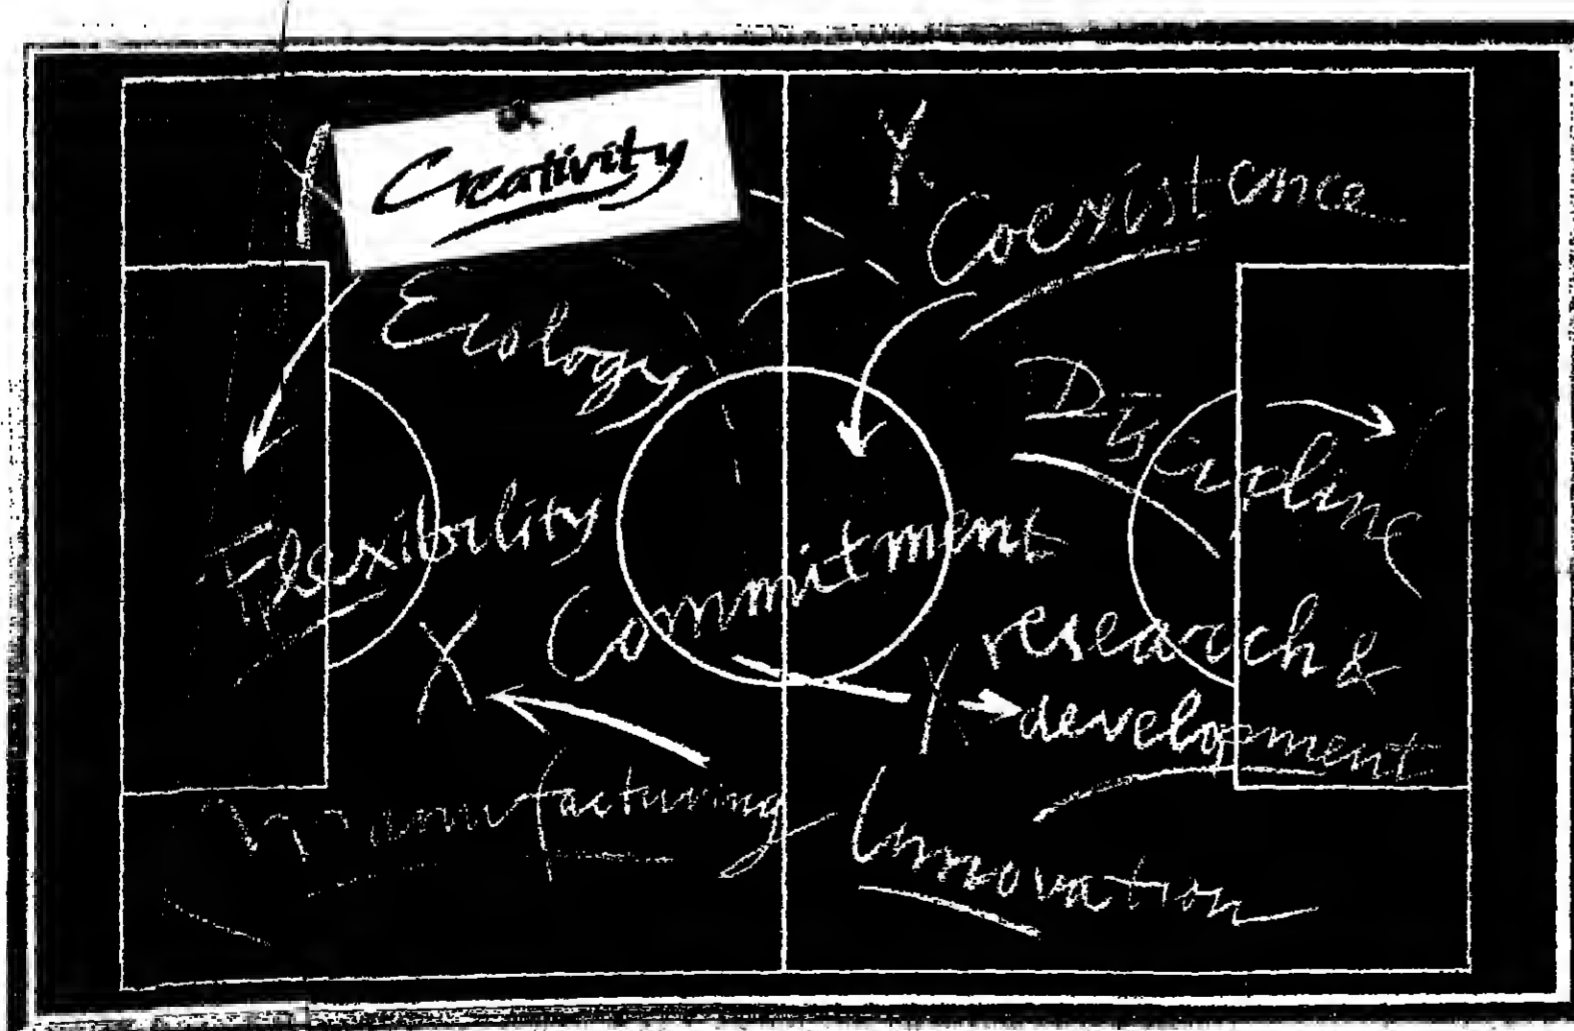 X
Creativity
X
Coexistence
Ecology
Discipline
Flexibility
Commitment
X
X
research &
development
Manufacturing
Innovation